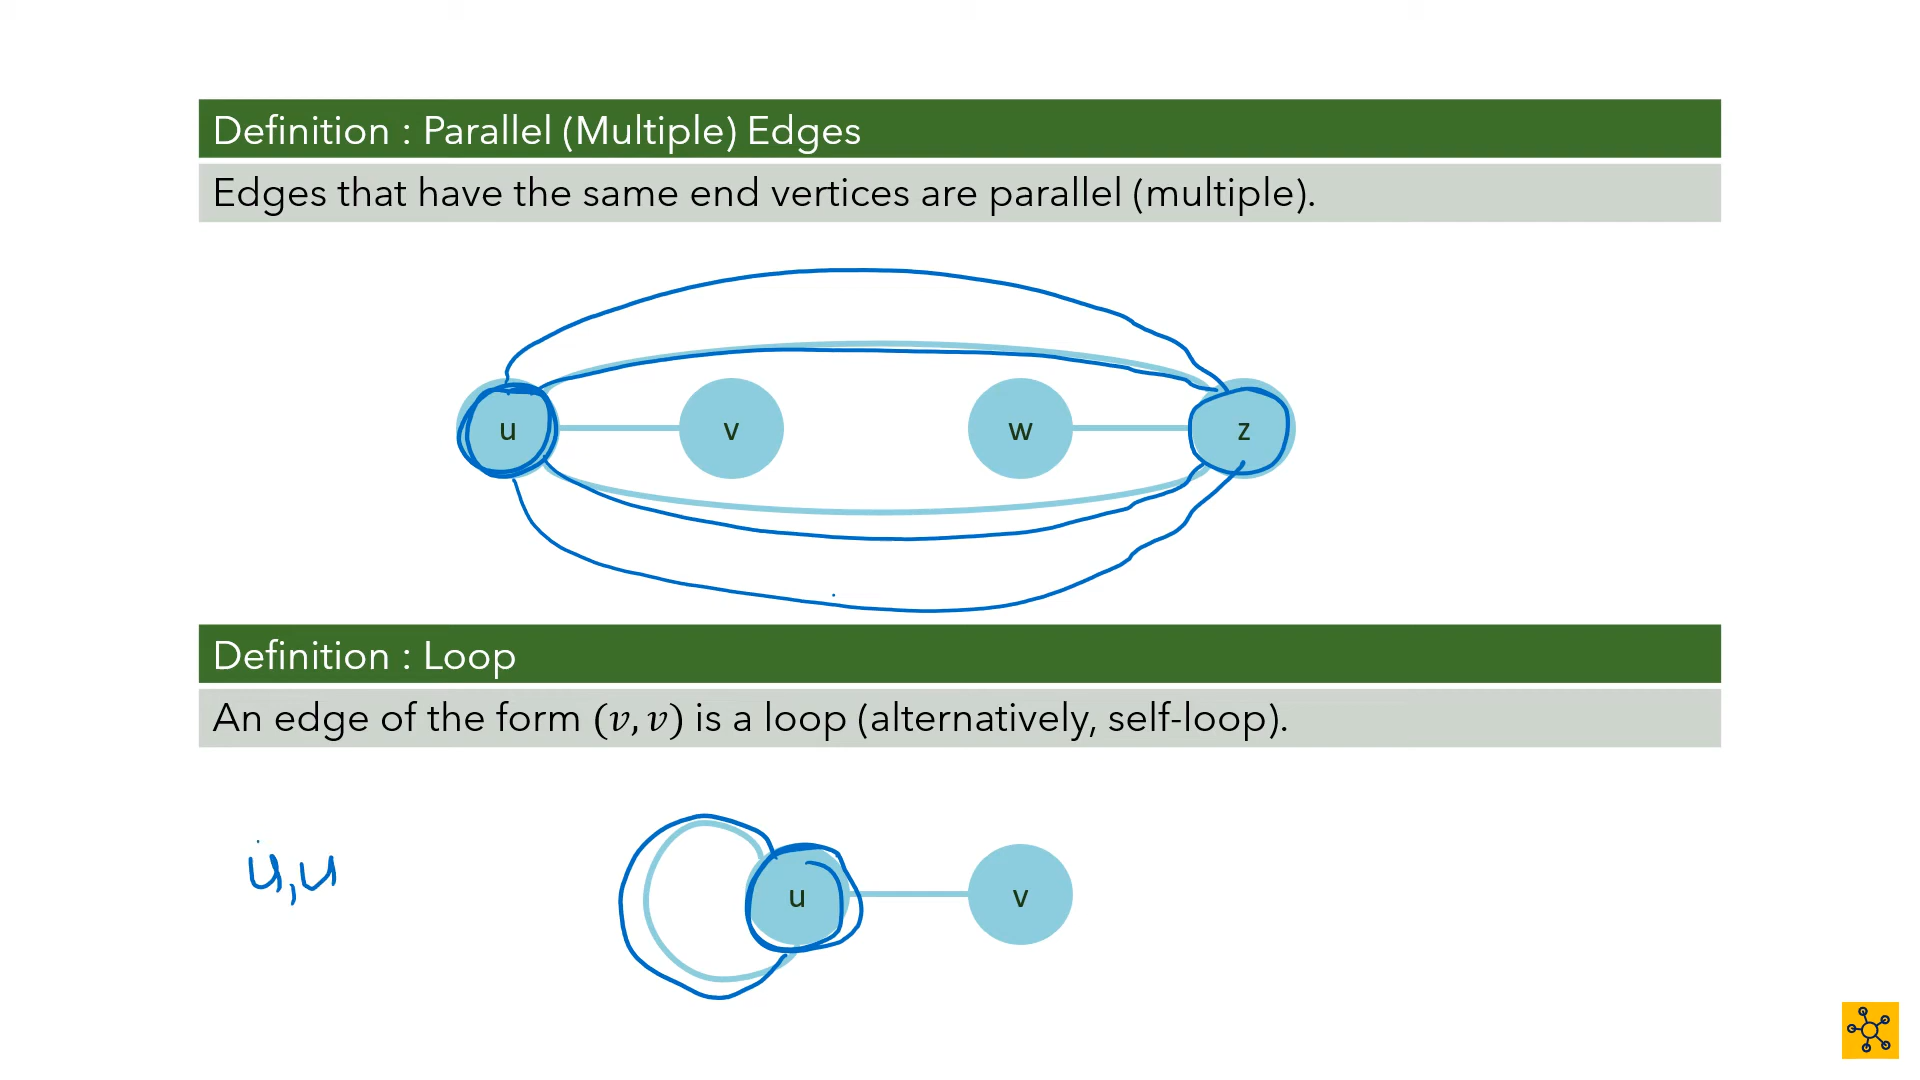 Definition : Parallel (Multiple) Edges
Edges that have the same end vertices are parallel (multiple).
u v w z
Definition : Loop
An edge of the form (v, v) is a loop (alternatively, self-loop).
u,u
u v